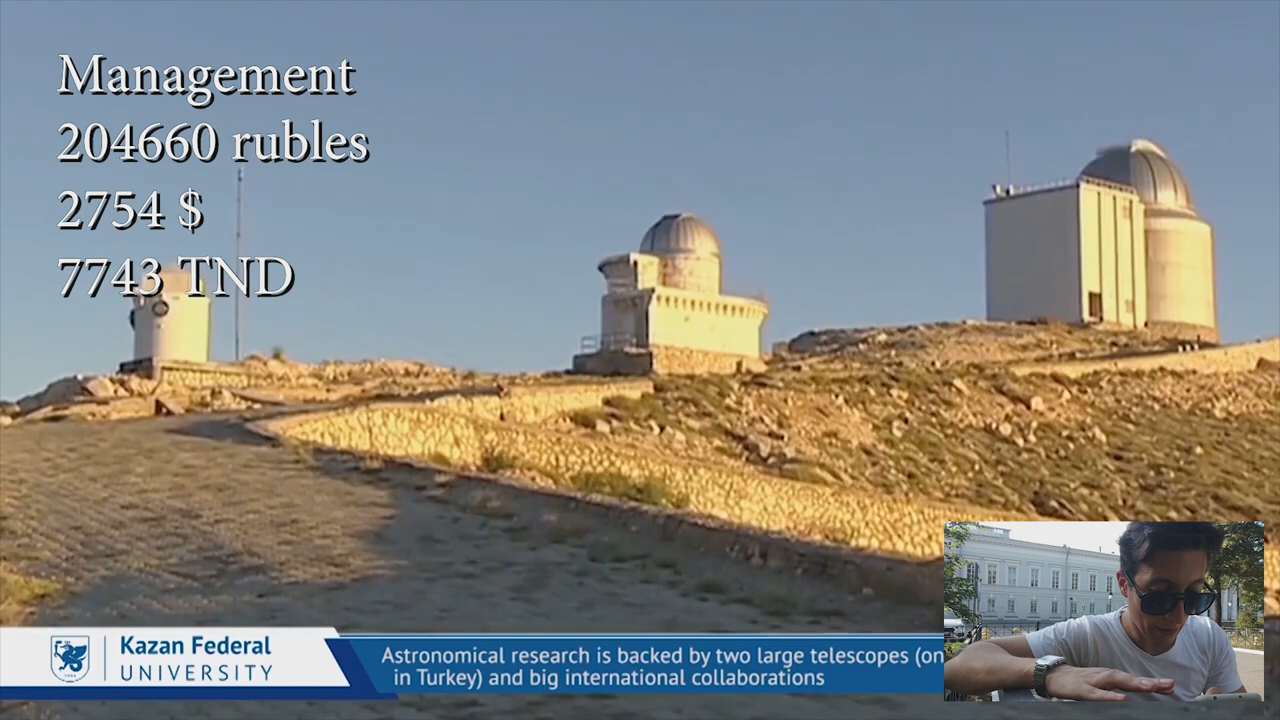 Management
204660 rubles
2754 $
7743 TND
Kazan Federal
UNIVERSITY
Astronomical research is backed by two large telescopes (on
in Turkey) and big international collaborations